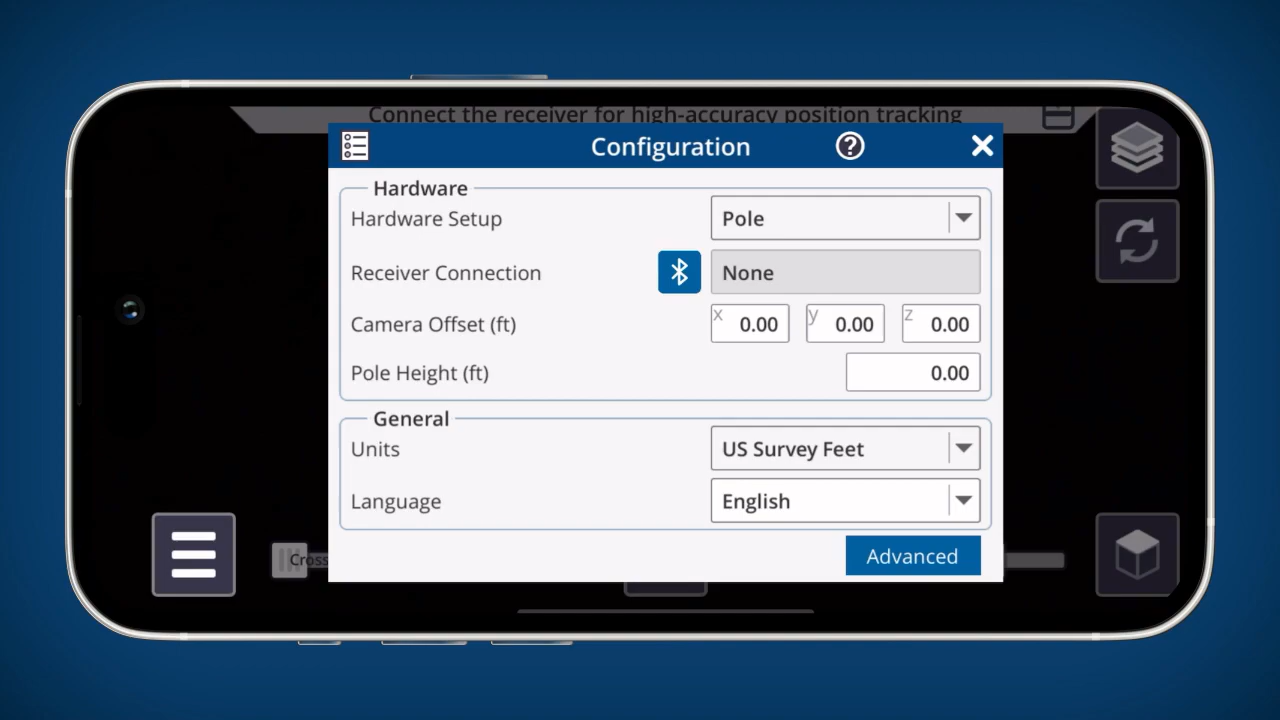 Connect the receiver for high-accuracy position tracking
Configuration
Hardware
Hardware Setup Pole
Receiver Connection None
Camera Offset (ft) x 0.00 y 0.00 z 0.00
Pole Height (ft) 0.00
General
Units US Survey Feet
Language English
Advanced